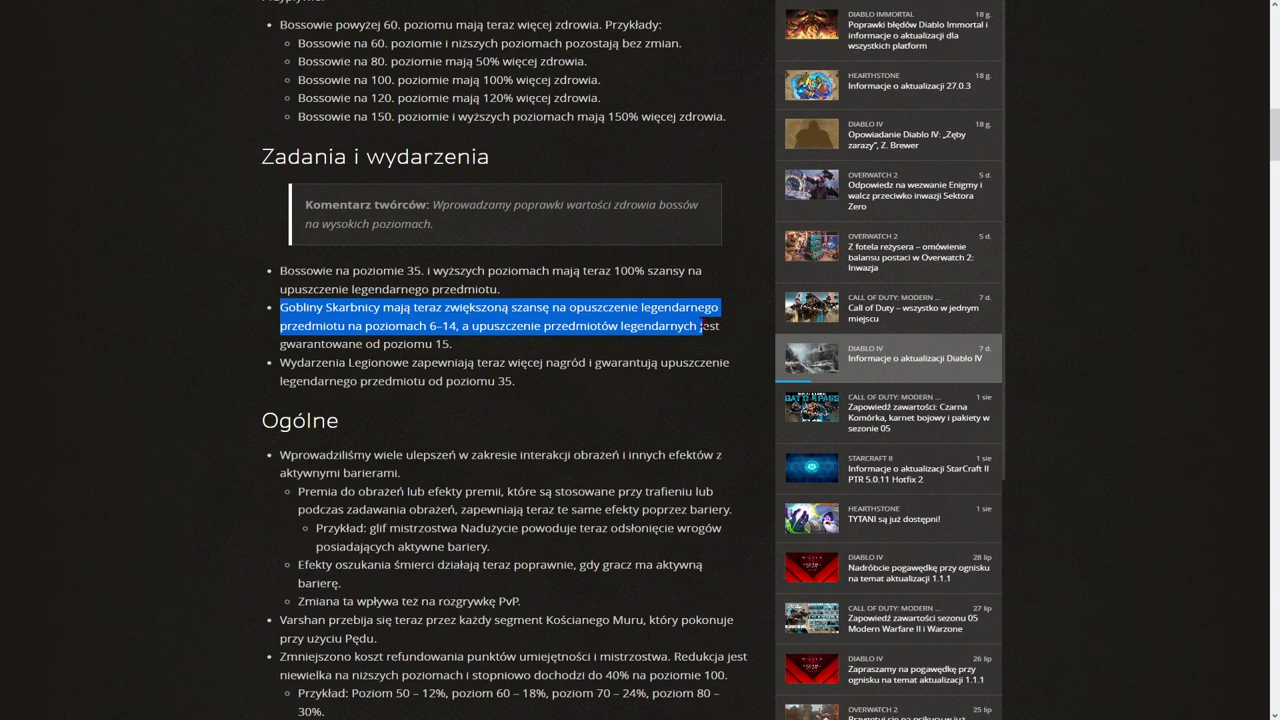 Bossowie powyżej 60. poziomu mają teraz więcej zdrowia. Przykłady:
Bossowie na 60. poziomie i niższych poziomach pozostają bez zmian.
Bossowie na 80. poziomie mają 50% więcej zdrowia.
Bossowie na 100. poziomie mają 100% więcej zdrowia.
Bossowie na 120. poziomie mają 120% więcej zdrowia.
Bossowie na 150. poziomie i wyższych poziomach mają 150% więcej zdrowia.
Zadania i wydarzenia
Komentarz twórców: Wprowadzamy poprawki wartości zdrowia bossów
na wysokich poziomach.
Bossowie na poziomie 35. i wyższych poziomach mają teraz 100% szansy na
upuszczenie legendarnego przedmiotu.
Gobliny Skarbnicy mają teraz zwiększoną szansę na opuszczenie legendarnego
przedmiotu na poziomach 6–14, a upuszczenie przedmiotów legendarnych jest
gwarantowane od poziomu 15.
Wydarzenia Legionowe zapewniają teraz więcej nagród i gwarantują upuszczenie
legendarnego przedmiotu od poziomu 35.
Ogólne
Wprowadziliśmy wiele ulepszeń w zakresie interakcji obrażeń i innych efektów z
aktywnymi barierami.
Premia do obrażeń lub efekty premii, które są stosowane przy trafieniu lub
podczas zadawania obrażeń, zapewniają teraz te same efekty poprzez bariery.
Przykład: glif mistrzostwa Nadużycie powoduje teraz odsłonięcie wrogów
posiadających aktywne bariery.
Efekty oszukania śmierci działają teraz poprawnie, gdy gracz ma aktywną
barierę.
Zmiana ta wpływa też na rozgrywkę PvP.
Varshan przebija się teraz przez każdy segment Kościanego Muru, który pokonuje
przy użyciu Pędu.
Zmniejszono koszt refundowania punktów umiejętności i mistrzostwa. Redukcja jest
niewielka na niższych poziomach i stopniowo dochodzi do 40% na poziomie 100.
Przykład: Poziom 50 – 12%, poziom 60 – 18%, poziom 70 – 24%, poziom 80 –
30%.
DIABLO IMMORTAL 18 g.
Poprawki błędów Diablo Immortal i
informacje o aktualizacji dla
wszystkich platform
HEARTHSTONE 18 g.
Informacje o aktualizacji 27.0.3
DIABLO IV 18 g.
Opowiadanie Diablo IV: „Zęby
zarazy”, Z. Brewer
OVERWATCH 2 5 d.
Odpowiedz na wezwanie Enigmy i
walcz przeciwko inwazji Sektora
Zero
OVERWATCH 2 5 d.
Z fotela reżysera – omówienie
balansu postaci w Overwatch 2:
Inwazja
CALL OF DUTY: MODERN ... 7 d.
Call of Duty – wszystko w jednym
miejscu
DIABLO IV 7 d.
Informacje o aktualizacji Diablo IV
CALL OF DUTY: MODERN ... 1 sie
Zapowiedź zawartości: Czarna
Komórka, karnet bojowy i pakiety w
sezonie 05
STARCRAFT II 1 sie
Informacje o aktualizacji StarCraft II
PTR 5.0.11 Hotfix 2
HEARTHSTONE 1 sie
TYTANI są już dostępni!
DIABLO IV 28 lip
Nadróbcie pogawędkę przy ognisku
na temat aktualizacji 1.1.1
CALL OF DUTY: MODERN ... 27 lip
Zapowiedź zawartości sezonu 05
Modern Warfare II i Warzone
DIABLO IV 26 lip
Zapraszamy na pogawędkę przy
ognisku na temat aktualizacji 1.1.1
OVERWATCH 2 25 lip